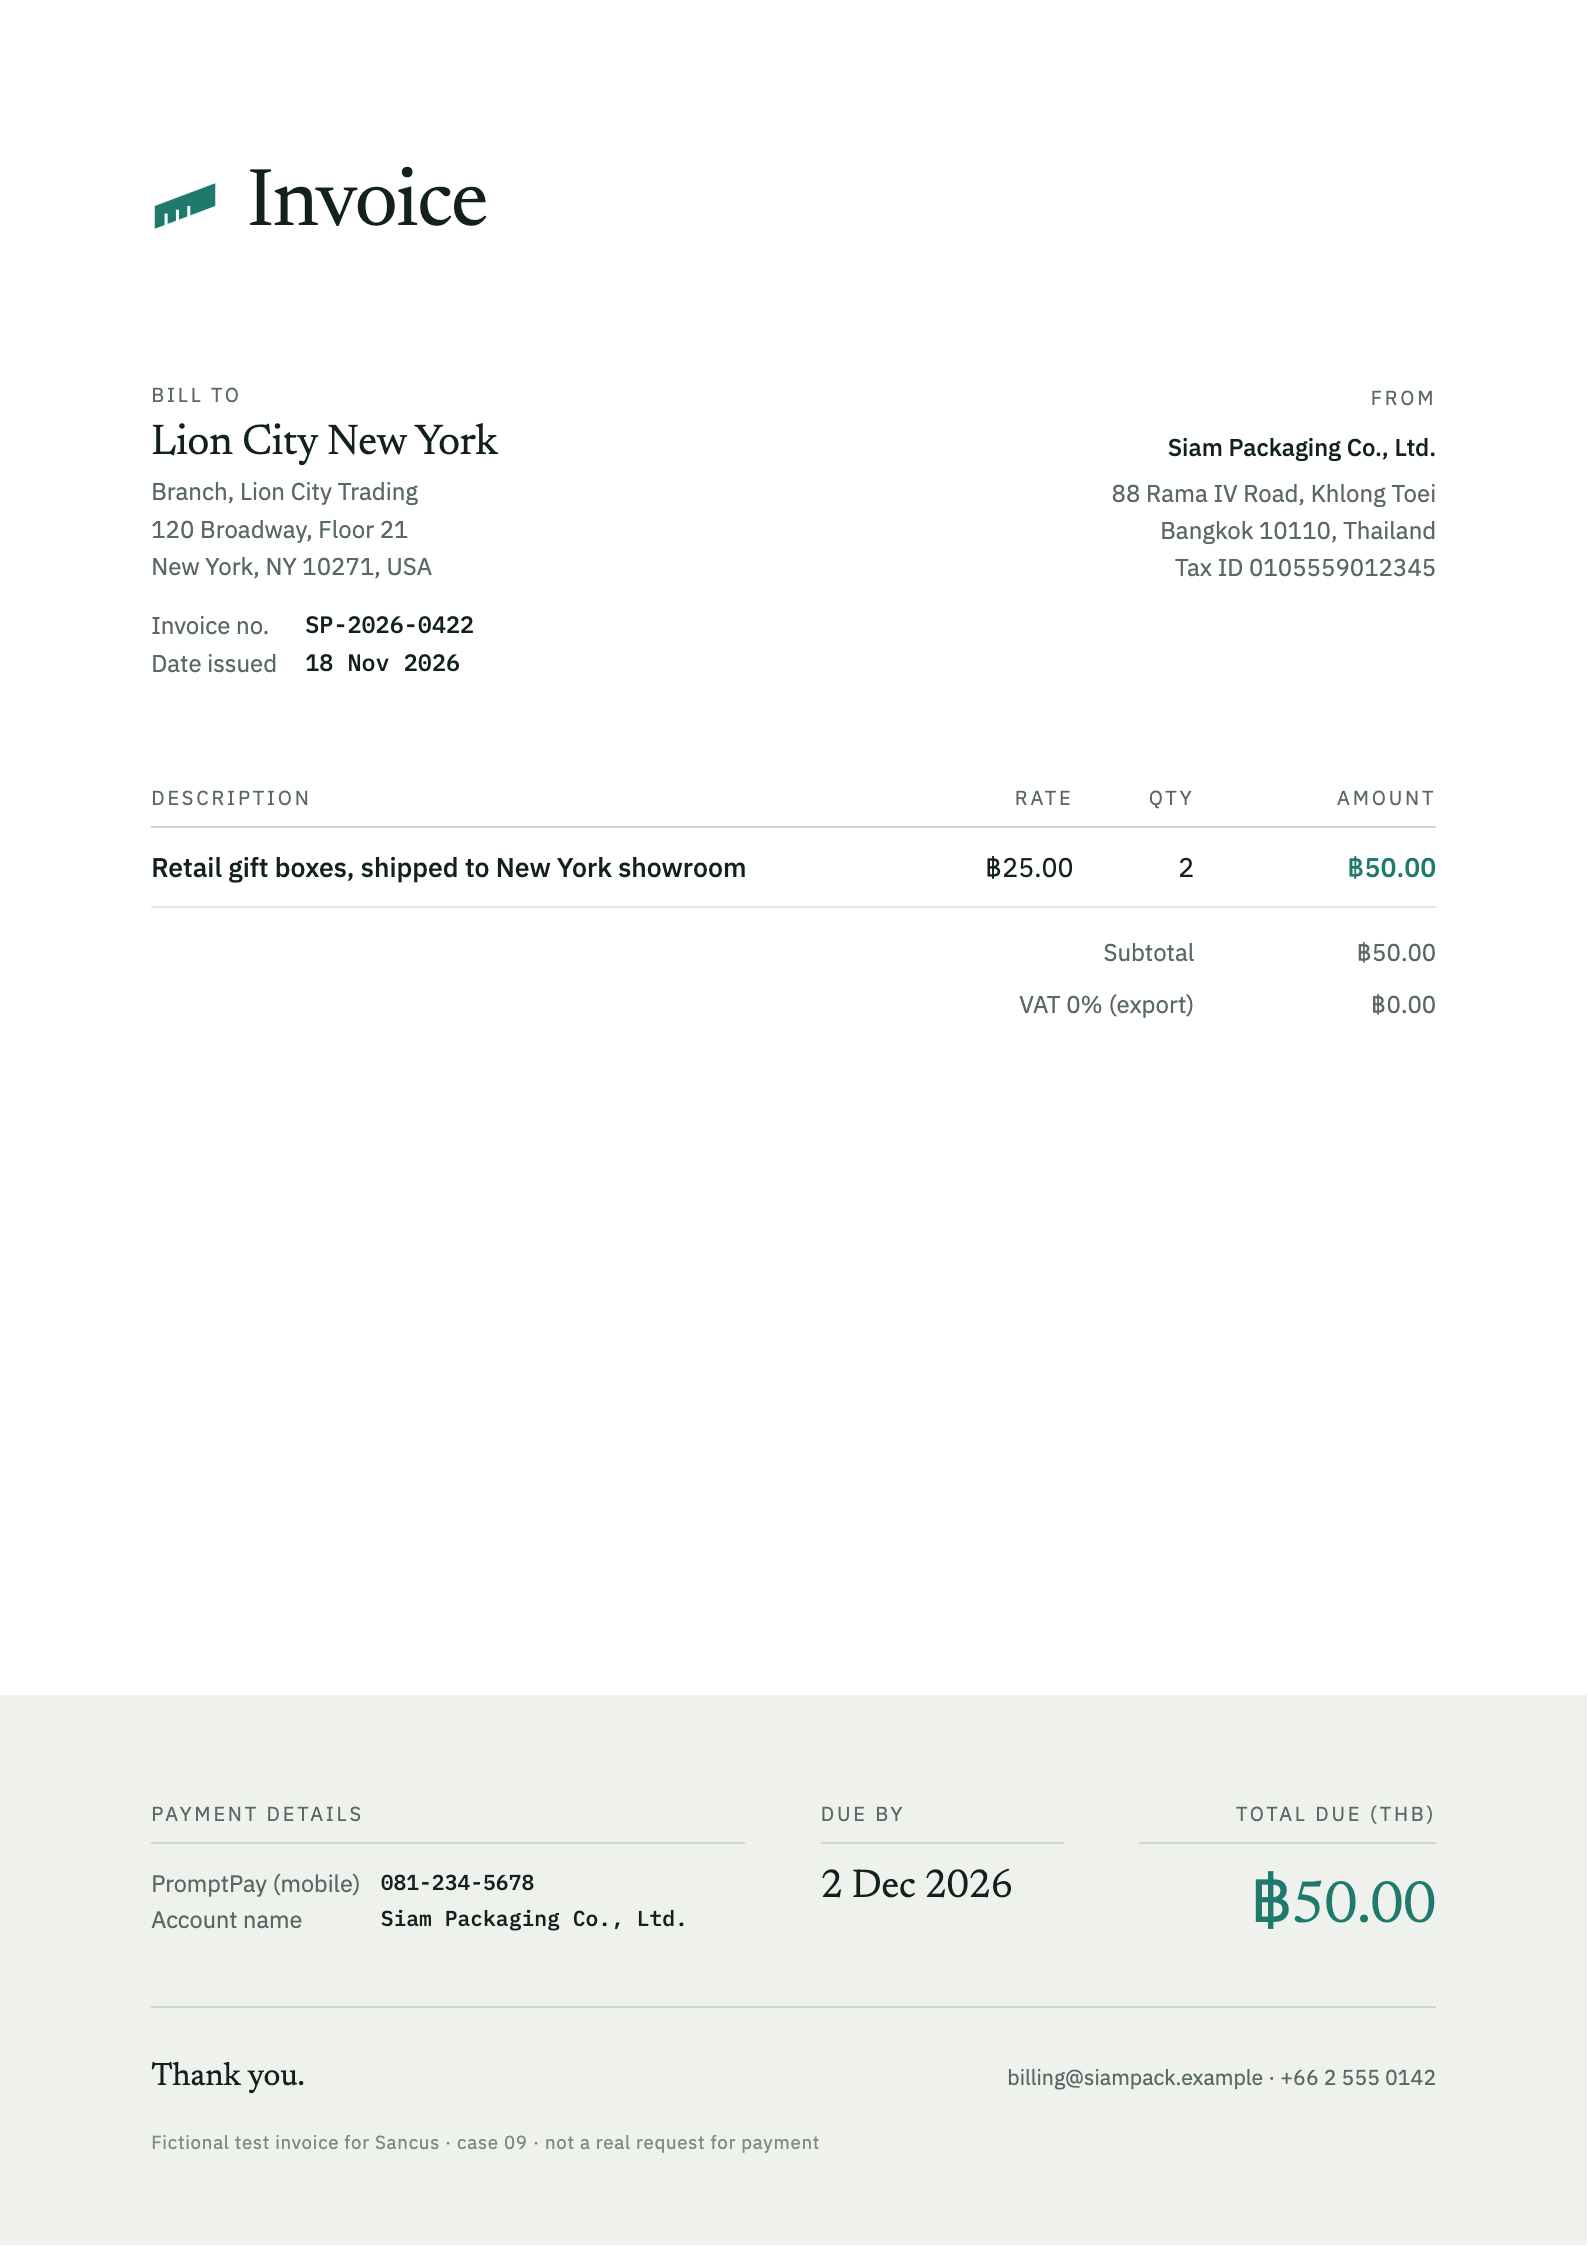 Invoice
BILL TO
Lion City New York
Branch, Lion City Trading
120 Broadway, Floor 21
New York, NY 10271, USA
Invoice no. SP-2026-0422
Date issued 18 Nov 2026
FROM
Siam Packaging Co., Ltd.
88 Rama IV Road, Khlong Toei
Bangkok 10110, Thailand
Tax ID 0105559012345
DESCRIPTION RATE QTY AMOUNT
Retail gift boxes, shipped to New York showroom ฿25.00 2 ฿50.00
Subtotal ฿50.00
VAT 0% (export) ฿0.00
PAYMENT DETAILS
PromptPay (mobile) 081-234-5678
Account name Siam Packaging Co., Ltd.
DUE BY
2 Dec 2026
TOTAL DUE (THB)
฿50.00
Thank you.
billing@siampack.example · +66 2 555 0142
Fictional test invoice for Sancus · case 09 · not a real request for payment